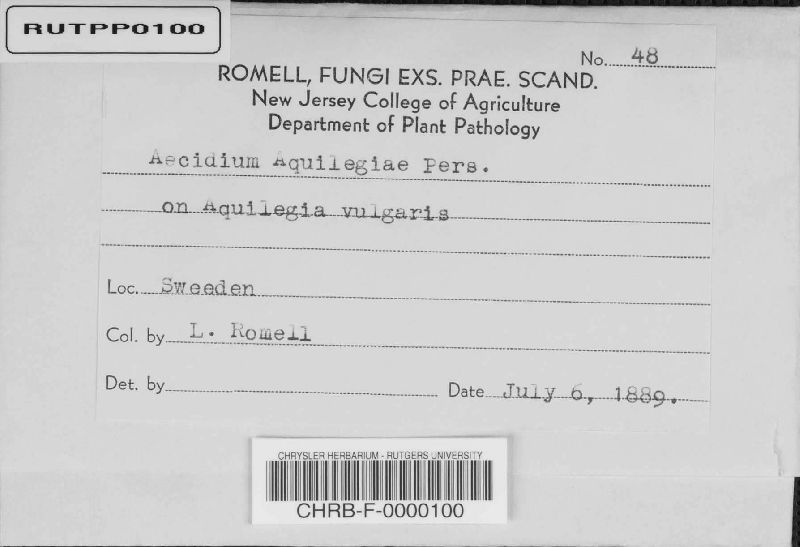 RUTPP0100
No. 48
ROMELL, FUNGI EXS. PRAE. SCAND.
New Jersey College of Agriculture
Department of Plant Pathology
Aecidium Aquilegiae Pers.
on Aquilegia vulgaris
Loc. Sweeden
Col. by L. Romell
Det. by Date July 6, 1889.
CHRYSLER HERBARIUM - RUTGERS UNIVERSITY
CHRB-F-0000100